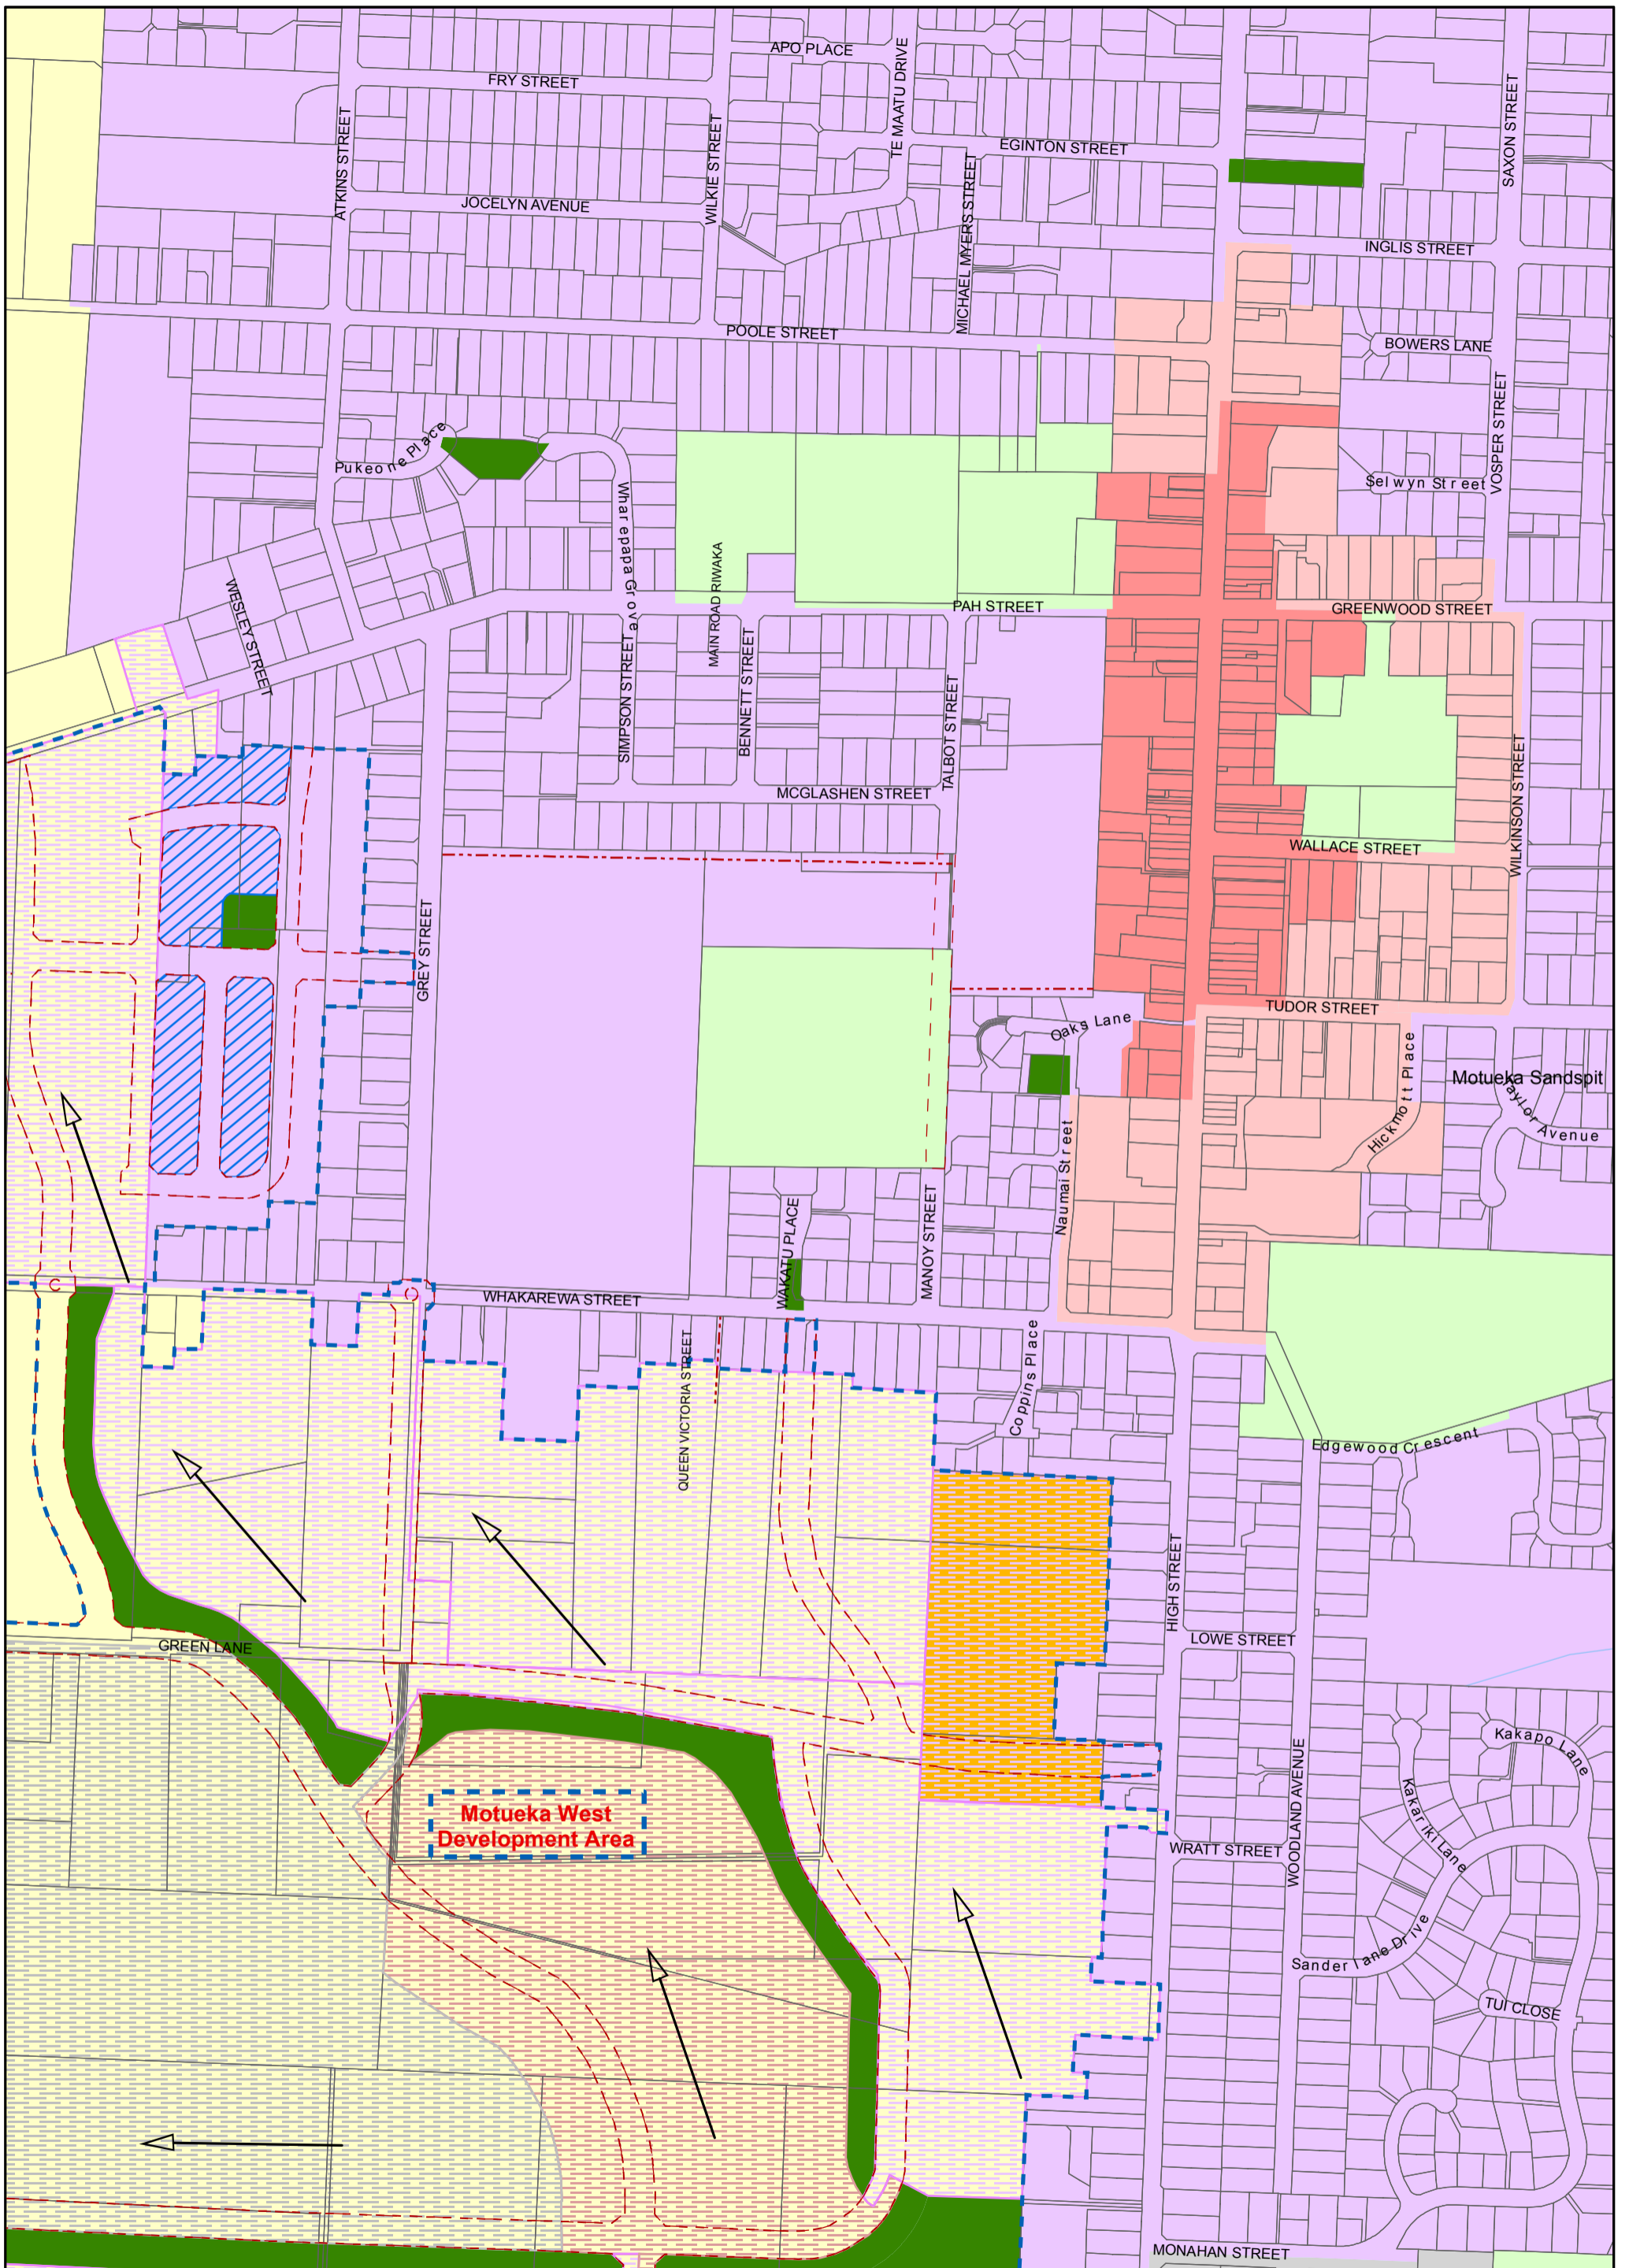 APO PLACE
FRY STREET
TE MAATU DRIVE
SAXON STREET
ATKINS STREET
WILKIE STREET
EGINTON STREET
MICHAEL MYERS STREET
JOCELYN AVENUE
INGLIS STREET
POOLE STREET
BOWERS LANE
VOSPER STREET
Pukeone Place
Selwyn Street
Wharepapa Grove
MAIN ROAD RIWAKA
WESLEY STREET
PAH STREET
GREENWOOD STREET
SIMPSON STREET
BENNETT STREET
TALBOT STREET
WILKINSON STREET
MCGLASHEN STREET
WALLACE STREET
GREY STREET
TUDOR STREET
Oaks Lane
Hickmott Place
Motueka Sandspit
Taylor Avenue
Naumai Street
WAKATU PLACE
MANOY STREET
WHAKAREWA STREET
QUEEN VICTORIA STREET
Coppins Place
Edgewood Crescent
HIGH STREET
LOWE STREET
GREEN LANE
Kakapo Lane
WOODLAND AVENUE
Kakariki Lane
Motueka West
Development Area
WRATT STREET
Sanderlane Drive
TUI CLOSE
MONAHAN STREET